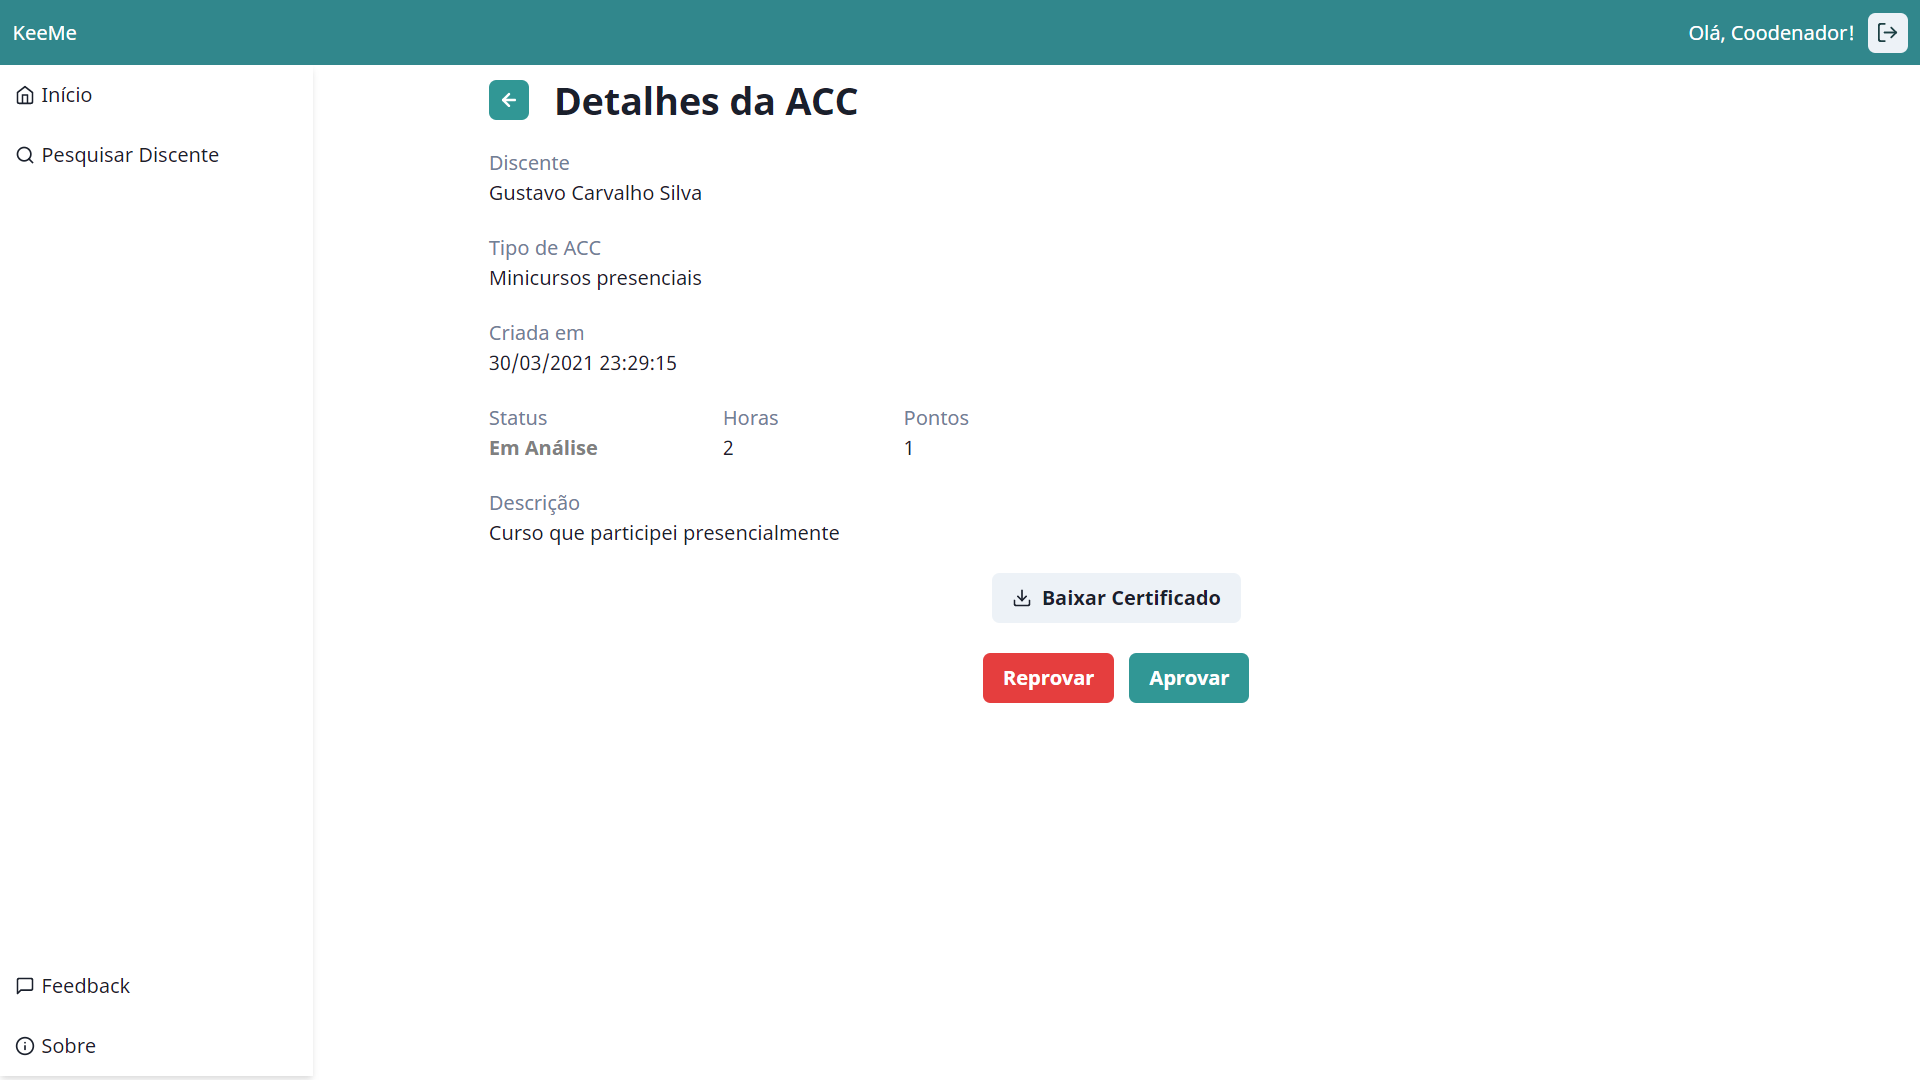 KeeMe
Olá, Coodenador!
Início
Pesquisar Discente
Detalhes da ACC
Discente
Gustavo Carvalho Silva
Tipo de ACC
Minicursos presenciais
Criada em
30/03/2021 23:29:15
Status Horas Pontos
Em Análise 2 1
Descrição
Curso que participei presencialmente
Baixar Certificado
Reprovar Aprovar
Feedback
Sobre